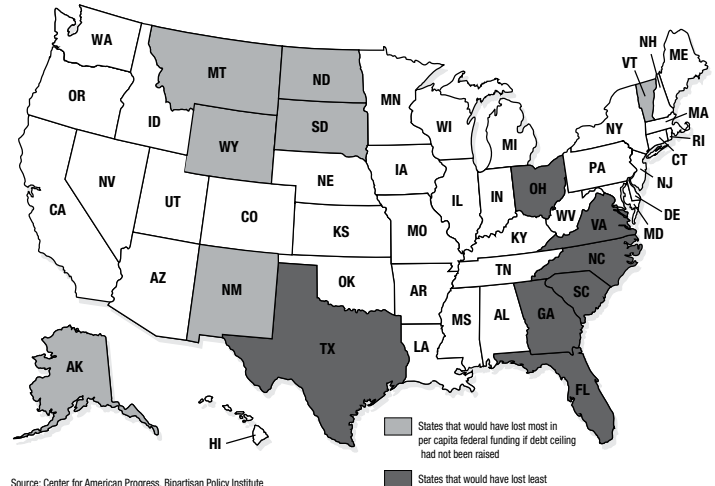 WA
OR
CA
NV
ID
MT
WY
UT
AZ
CO
NM
ND
SD
NE
KS
OK
TX
MN
IA
MO
AR
LA
WI
IL
MI
IN
OH
KY
TN
MS
AL
GA
FL
SC
NC
VA
WV
PA
NY
VT
NH
ME
MA
RI
CT
NJ
DE
MD
AK
HI
States that would have lost most in
per capita federal funding if debt ceiling
had not been raised
States that would have lost least
Source: Center for American Progress, Bipartisan Policy Institute